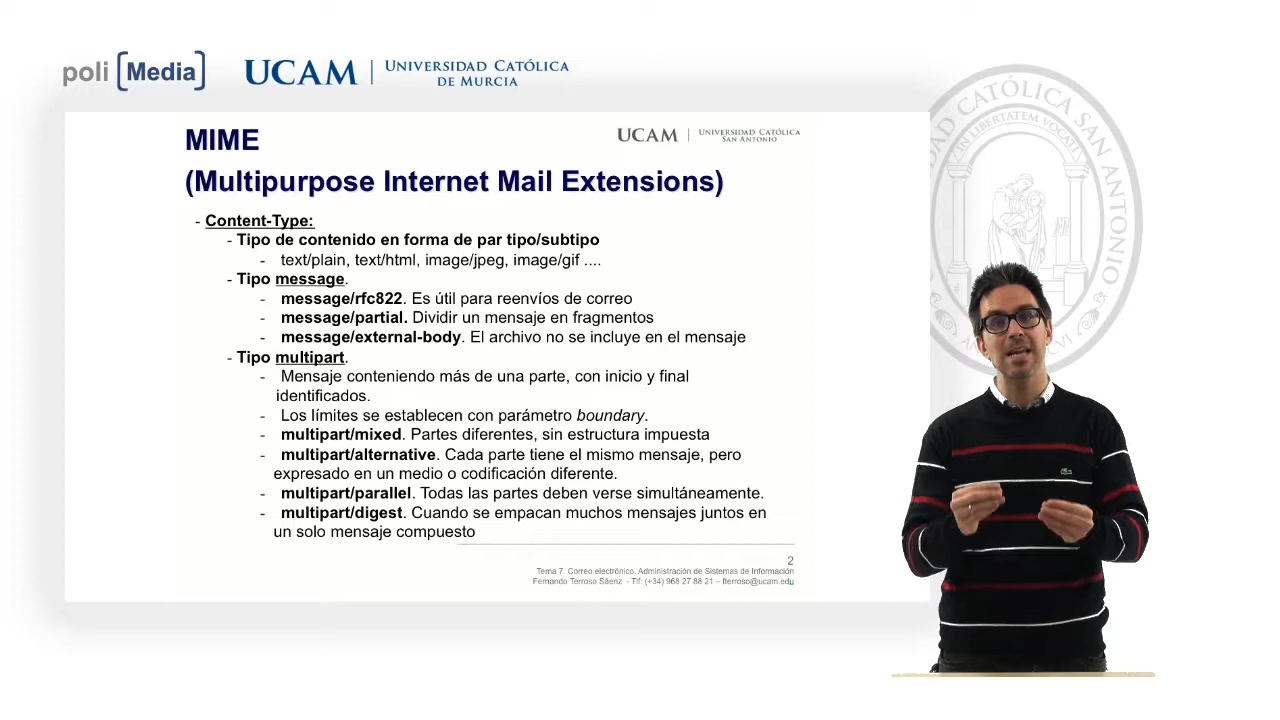 poli [Media]
UCAM | UNIVERSIDAD CATÓLICA
DE MURCIA
MIME
UCAM | UNIVERSIDAD CATÓLICA
SAN ANTONIO
(Multipurpose Internet Mail Extensions)
- Content-Type:
- Tipo de contenido en forma de par tipo/subtipo
- text/plain, text/html, image/jpeg, image/gif ....
- Tipo message.
- message/rfc822. Es útil para reenvíos de correo
- message/partial. Dividir un mensaje en fragmentos
- message/external-body. El archivo no se incluye en el mensaje
- Tipo multipart.
- Mensaje conteniendo más de una parte, con inicio y final
identificados.
- Los límites se establecen con parámetro boundary.
- multipart/mixed. Partes diferentes, sin estructura impuesta
- multipart/alternative. Cada parte tiene el mismo mensaje, pero
expresado en un medio o codificación diferente.
- multipart/parallel. Todas las partes deben verse simultáneamente.
- multipart/digest. Cuando se empacan muchos mensajes juntos en
un solo mensaje compuesto
2
Tema 7. Correo electrónico. Administración de Sistemas de Información
Fernando Terroso Sáenz - Tlf: (+34) 968 27 88 21 – fterroso@ucam.edu
CATÓLICA SAN ANTONIO
IN LIBERTATEM VOCATI